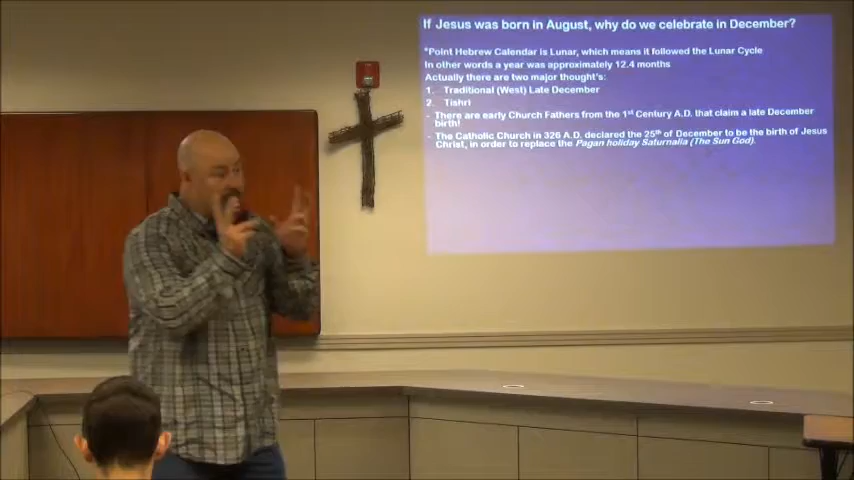 If Jesus was born in August, why do we celebrate in December?
*Point Hebrew Calendar is Lunar, which means it followed the Lunar Cycle
In other words a year was approximately 12.4 months
Actually there are two major thought's:
1. Traditional (West) Late December
2. Tishri
- There are early Church Fathers from the 1st Century A.D. that claim a late December
birth!
- The Catholic Church in 326 A.D. declared the 25th of December to be the birth of Jesus
Christ, in order to replace the Pagan holiday Saturnalia (The Sun God).